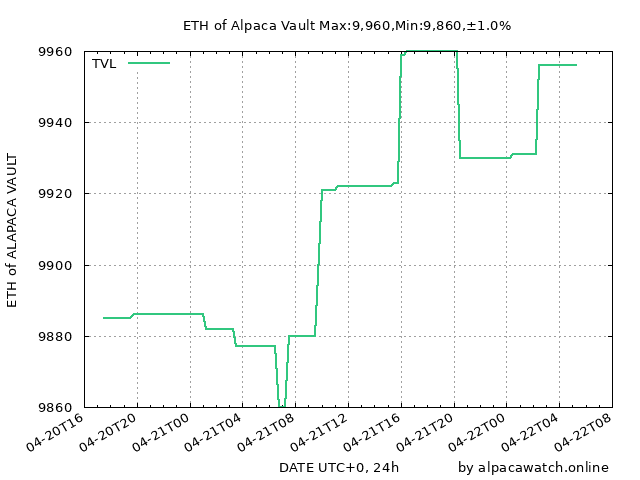 ETH of Alpaca Vault Max:9,960,Min:9,860,±1.0%
TVL
9960
9940
9920
9900
9880
9860
ETH of ALAPACA VAULT
04-20T16
04-20T20
04-21T00
04-21T04
04-21T08
04-21T12
04-21T16
04-21T20
04-22T00
04-22T04
04-22T08
DATE UTC+0, 24h
by alpacawatch.online